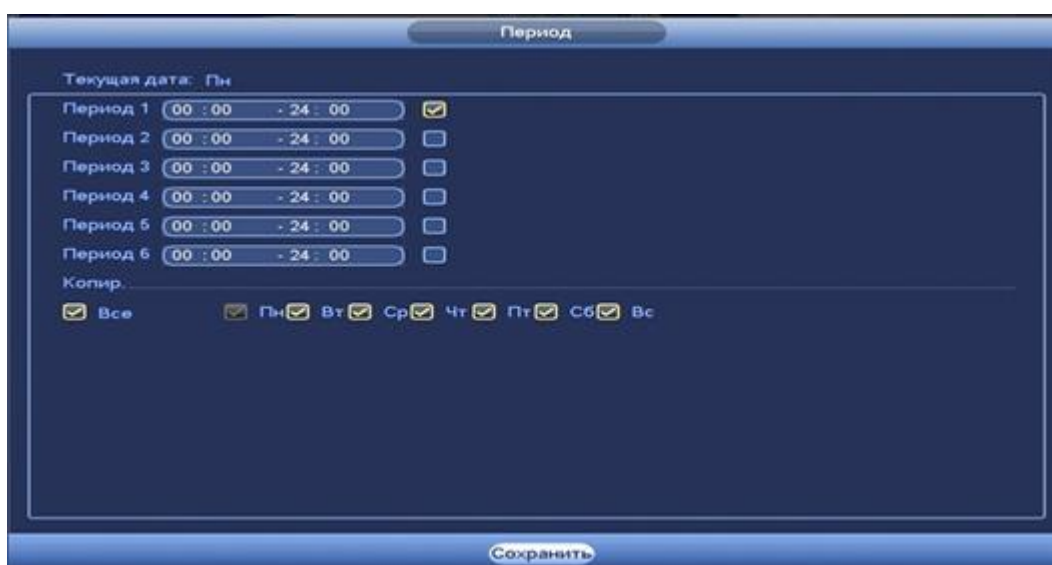 Период
Текущая дата: Пн
Период 1 00 : 00 - 24 : 00
Период 2 00 : 00 - 24 : 00
Период 3 00 : 00 - 24 : 00
Период 4 00 : 00 - 24 : 00
Период 5 00 : 00 - 24 : 00
Период 6 00 : 00 - 24 : 00
Копир.
Все Пн Вт Ср Чт Пт Сб Вс
Сохранить